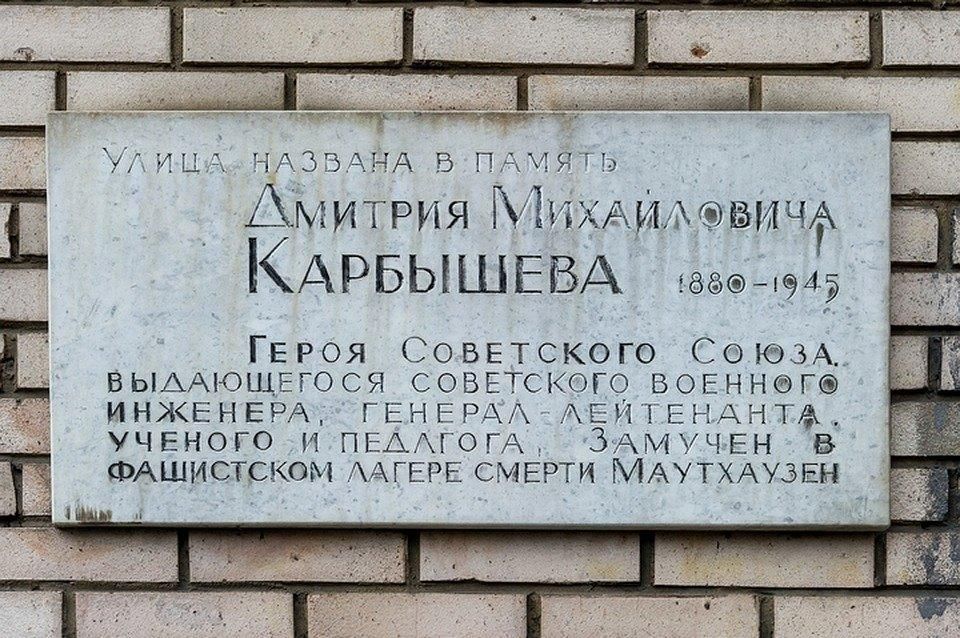 Улица названа в память
Дмитрия Михайловича
Карбышева 1880-1945
Героя Советского Союза,
выдающегося советского военного
инженера, генерал-лейтенанта,
ученого и педагога. Замучен в
фашистском лагере смерти Маутхаузен